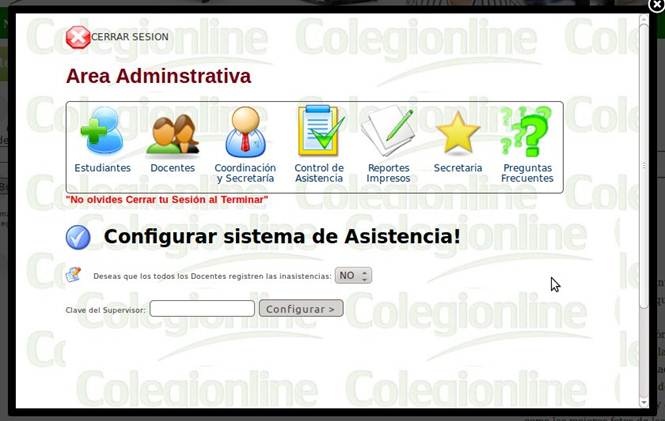 CERRAR SESION
Area Adminstrativa
Estudiantes
Docentes
Coordinación
y Secretaría
Control de
Asistencia
Reportes
Impresos
Secretaria
Preguntas
Frecuentes
"No olvides Cerrar tu Sesión al Terminar"
Configurar sistema de Asistencia!
Deseas que los todos los Docentes registren las inasistencias: NO
Clave del Supervisor: Configurar >
Colegionline